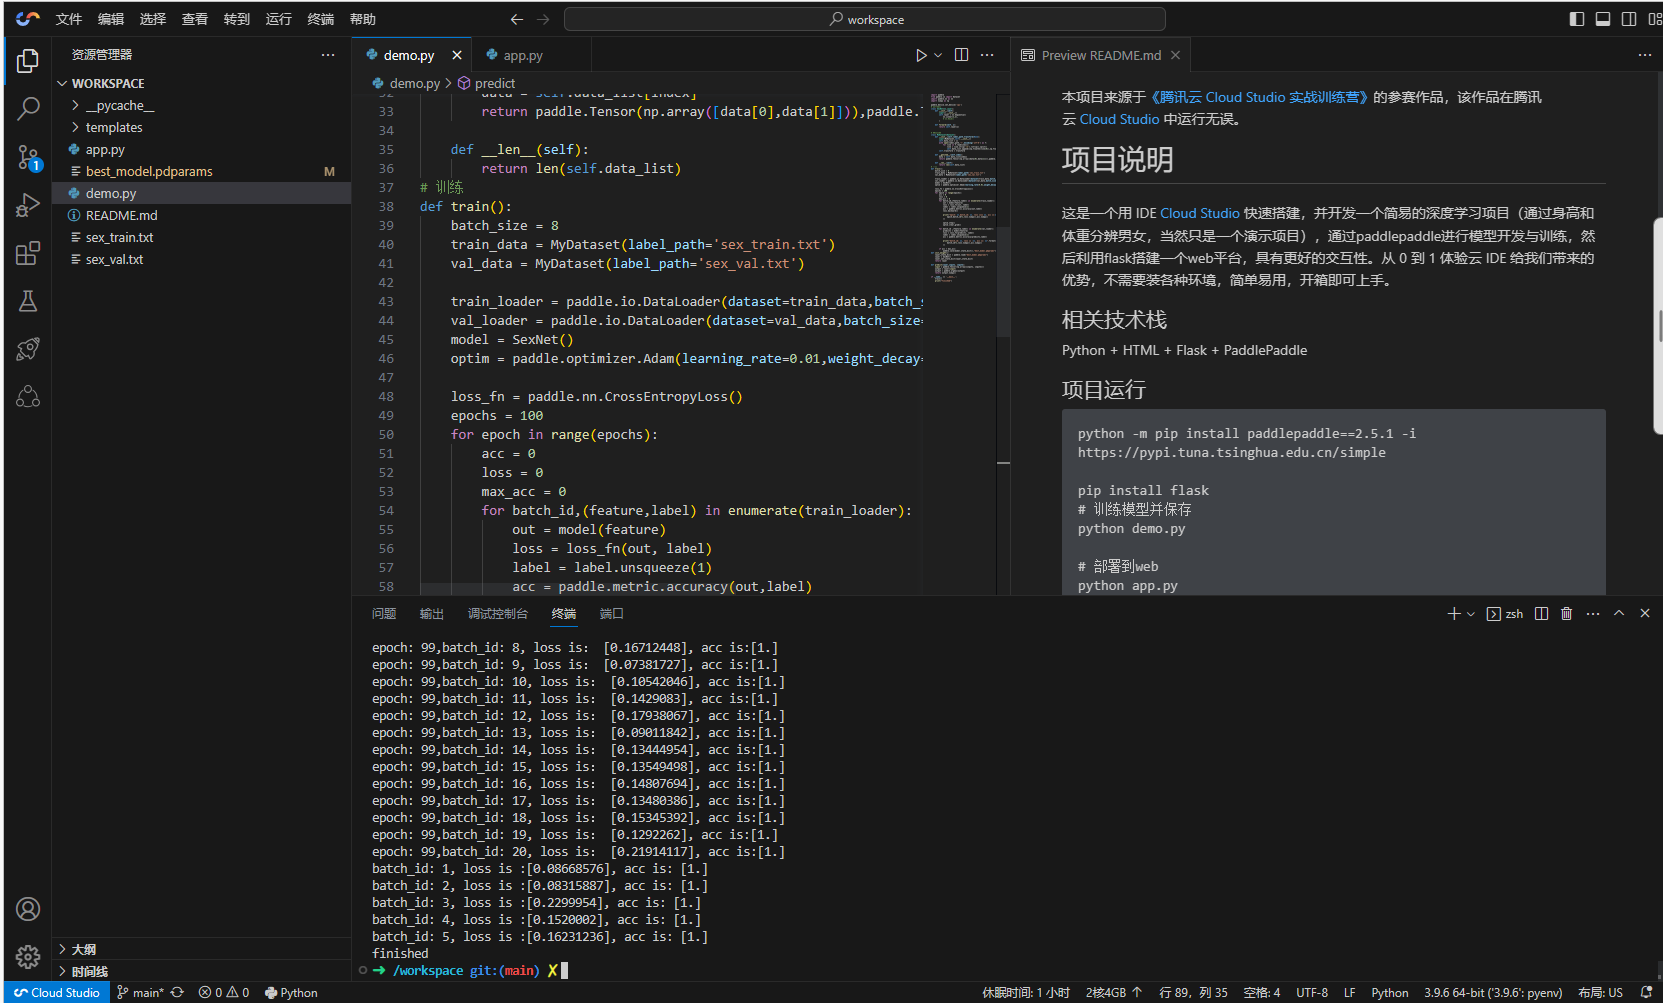 文件 编辑 选择 查看 转到 运行 终端 帮助
workspace
资源管理器
WORKSPACE
__pycache__
templates
app.py
best_model.pdparams M
demo.py
README.md
sex_train.txt
sex_val.txt
大纲
时间线
1
demo.py app.py
demo.py > predict
32 data = self.data_list[index]
33 return paddle.Tensor(np.array([data[0],data[1]])),paddle.
34
35 def __len__(self):
36 return len(self.data_list)
37 # 训练
38 def train():
39 batch_size = 8
40 train_data = MyDataset(label_path='sex_train.txt')
41 val_data = MyDataset(label_path='sex_val.txt')
42
43 train_loader = paddle.io.DataLoader(dataset=train_data,batch_s
44 val_loader = paddle.io.DataLoader(dataset=val_data,batch_size=
45 model = SexNet()
46 optim = paddle.optimizer.Adam(learning_rate=0.01,weight_decay=
47
48 loss_fn = paddle.nn.CrossEntropyLoss()
49 epochs = 100
50 for epoch in range(epochs):
51 acc = 0
52 loss = 0
53 max_acc = 0
54 for batch_id,(feature,label) in enumerate(train_loader):
55 out = model(feature)
56 loss = loss_fn(out, label)
57 label = label.unsqueeze(1)
58 acc = paddle.metric.accuracy(out,label)
Preview README.md
本项目来源于《腾讯云 Cloud Studio 实战训练营》的参赛作品，该作品在腾讯
云 Cloud Studio 中运行无误。
项目说明
这是一个用 IDE Cloud Studio 快速搭建，并开发一个简易的深度学习项目（通过身高和
体重分辨男女，当然只是一个演示项目），通过paddlepaddle进行模型开发与训练，然
后利用flask搭建一个web平台，具有更好的交互性。从 0 到 1 体验云 IDE 给我们带来的
优势，不需要装各种环境，简单易用，开箱即可上手。
相关技术栈
Python + HTML + Flask + PaddlePaddle
项目运行
python -m pip install paddlepaddle==2.5.1 -i
https://pypi.tuna.tsinghua.edu.cn/simple
pip install flask
# 训练模型并保存
python demo.py
# 部署到web
python app.py
问题 输出 调试控制台 终端 端口
zsh
epoch: 99,batch_id: 8, loss is: [0.16712448], acc is:[1.]
epoch: 99,batch_id: 9, loss is: [0.07381727], acc is:[1.]
epoch: 99,batch_id: 10, loss is: [0.10542046], acc is:[1.]
epoch: 99,batch_id: 11, loss is: [0.1429083], acc is:[1.]
epoch: 99,batch_id: 12, loss is: [0.17938067], acc is:[1.]
epoch: 99,batch_id: 13, loss is: [0.09011842], acc is:[1.]
epoch: 99,batch_id: 14, loss is: [0.13444954], acc is:[1.]
epoch: 99,batch_id: 15, loss is: [0.13549498], acc is:[1.]
epoch: 99,batch_id: 16, loss is: [0.14807694], acc is:[1.]
epoch: 99,batch_id: 17, loss is: [0.13480386], acc is:[1.]
epoch: 99,batch_id: 18, loss is: [0.15345392], acc is:[1.]
epoch: 99,batch_id: 19, loss is: [0.1292262], acc is:[1.]
epoch: 99,batch_id: 20, loss is: [0.21914117], acc is:[1.]
batch_id: 1, loss is :[0.08668576], acc is: [1.]
batch_id: 2, loss is :[0.08315887], acc is: [1.]
batch_id: 3, loss is :[0.2299954], acc is: [1.]
batch_id: 4, loss is :[0.1520002], acc is: [1.]
batch_id: 5, loss is :[0.16231236], acc is: [1.]
finished
➜ /workspace git:(main) ✗
Cloud Studio main* 0 0 Python
休眠时间: 1 小时 2核4GB 行 89，列 35 空格: 4 UTF-8 LF Python 3.9.6 64-bit ('3.9.6': pyenv) 布局: US